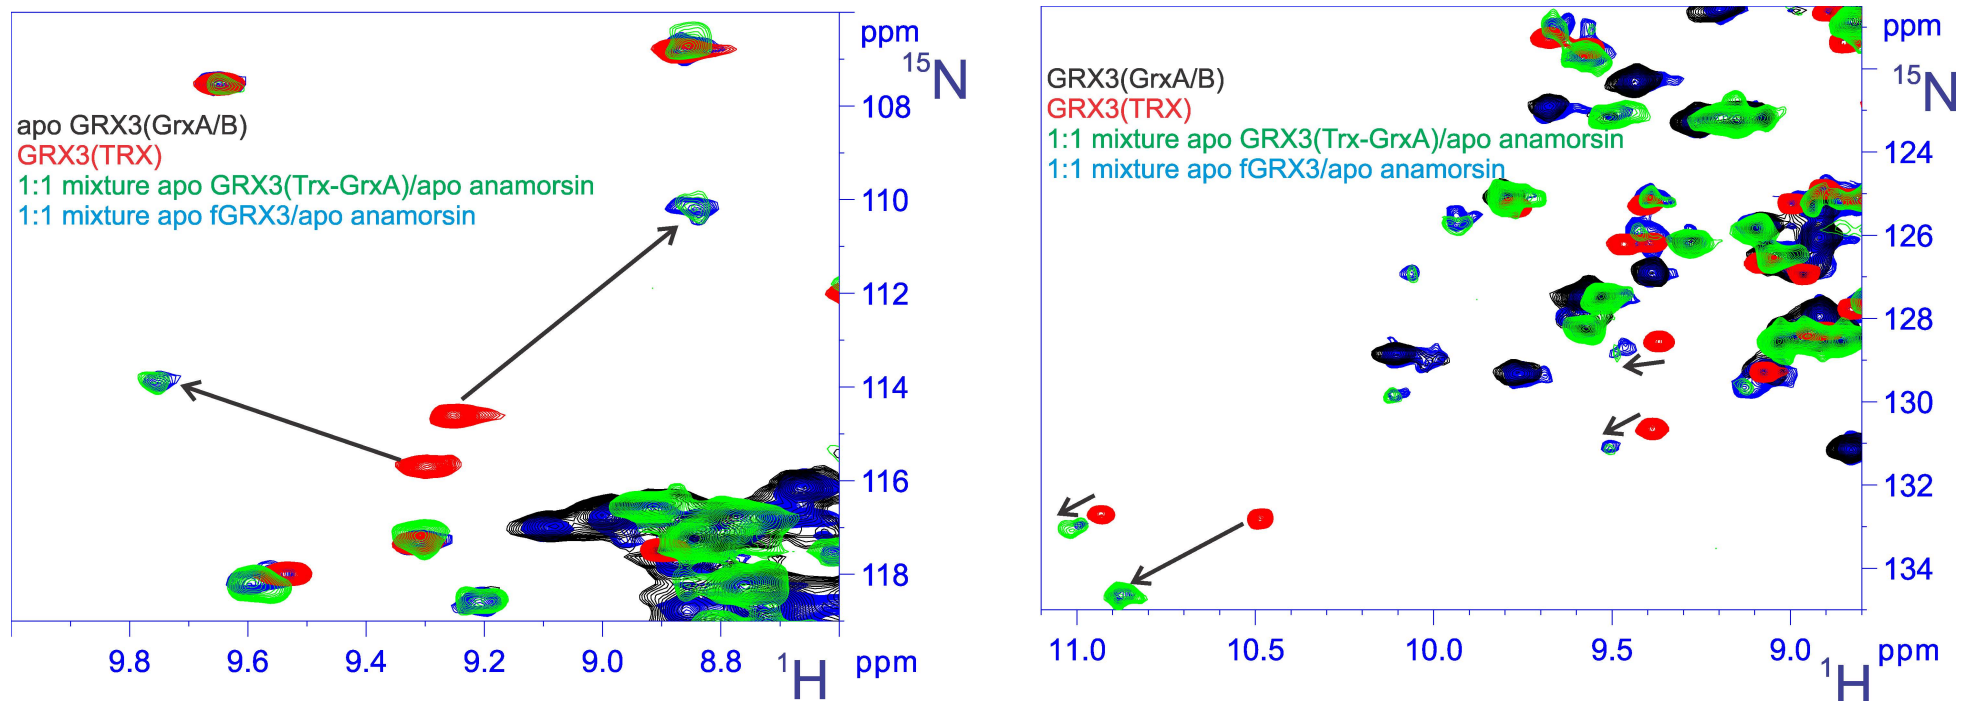 ppm
15N
108
apo GRX3(GrxA/B)
GRX3(TRX)
1:1 mixture apo GRX3(Trx-GrxA)/apo anamorsin
1:1 mixture apo fGRX3/apo anamorsin
110
112
114
116
118
9.8 9.6 9.4 9.2 9.0 8.8 1H ppm
ppm
15N
GRX3(GrxA/B)
GRX3(TRX)
1:1 mixture apo GRX3(Trx-GrxA)/apo anamorsin
1:1 mixture apo fGRX3/apo anamorsin
124
126
128
130
132
134
11.0 10.5 10.0 9.5 9.0 ppm
1H